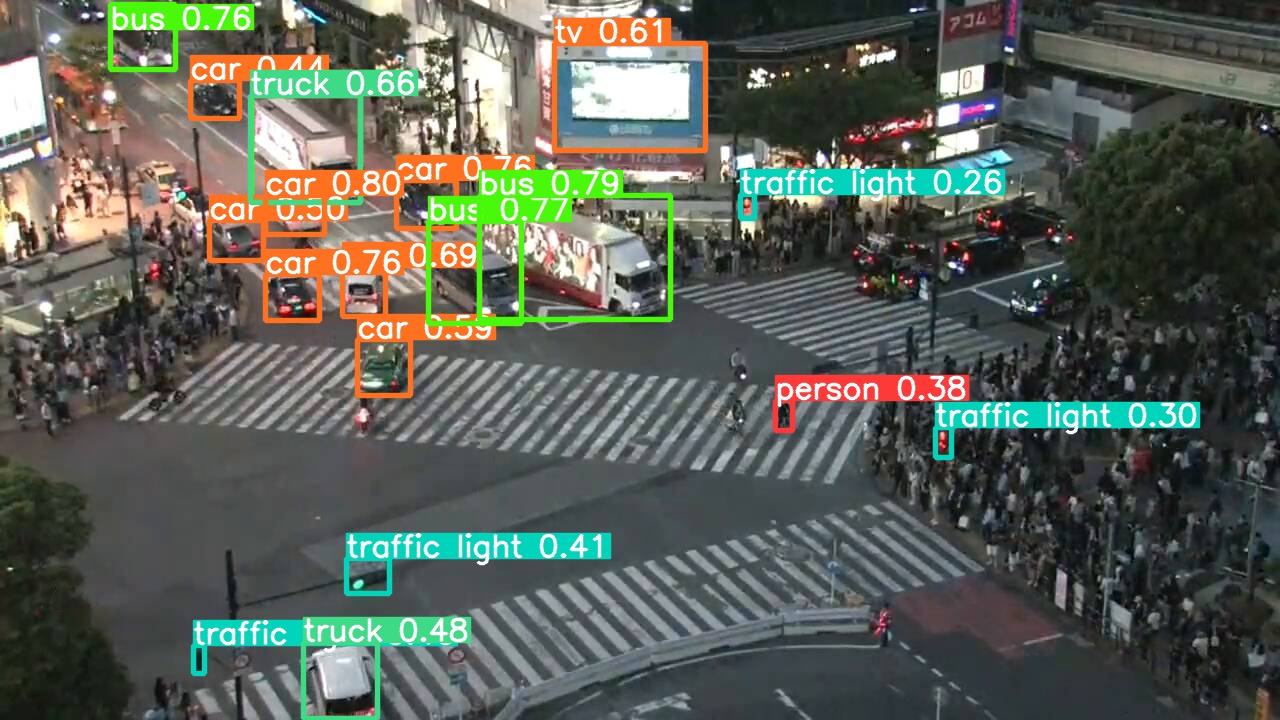 bus 0.76
tv 0.61
car 0.44
truck 0.66
アコム
car 0.76
car 0.80
bus 0.79
traffic light 0.26
car 0.50
bus 0.77
car 0.76
0.69
car 0.59
person 0.38
traffic light 0.30
traffic light 0.41
traffic
truck 0.48